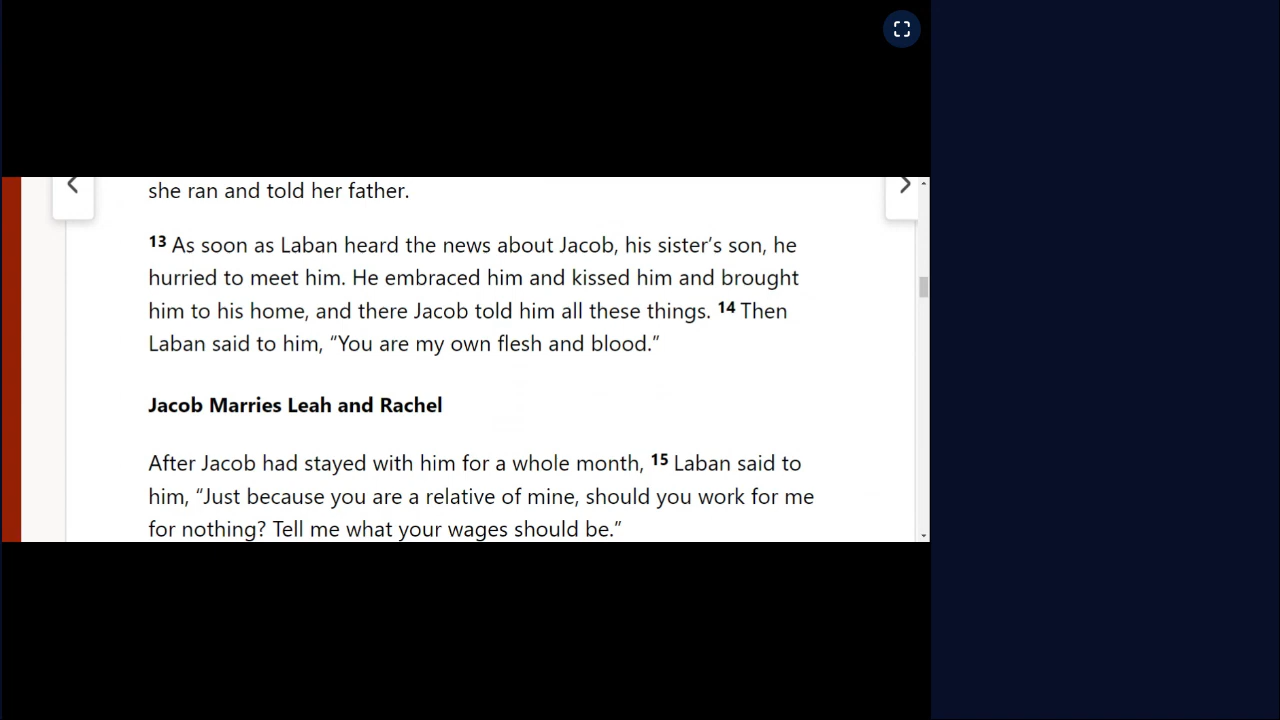 she ran and told her father.
13 As soon as Laban heard the news about Jacob, his sister’s son, he
hurried to meet him. He embraced him and kissed him and brought
him to his home, and there Jacob told him all these things. 14 Then
Laban said to him, “You are my own flesh and blood.”
Jacob Marries Leah and Rachel
After Jacob had stayed with him for a whole month, 15 Laban said to
him, “Just because you are a relative of mine, should you work for me
for nothing? Tell me what your wages should be.”